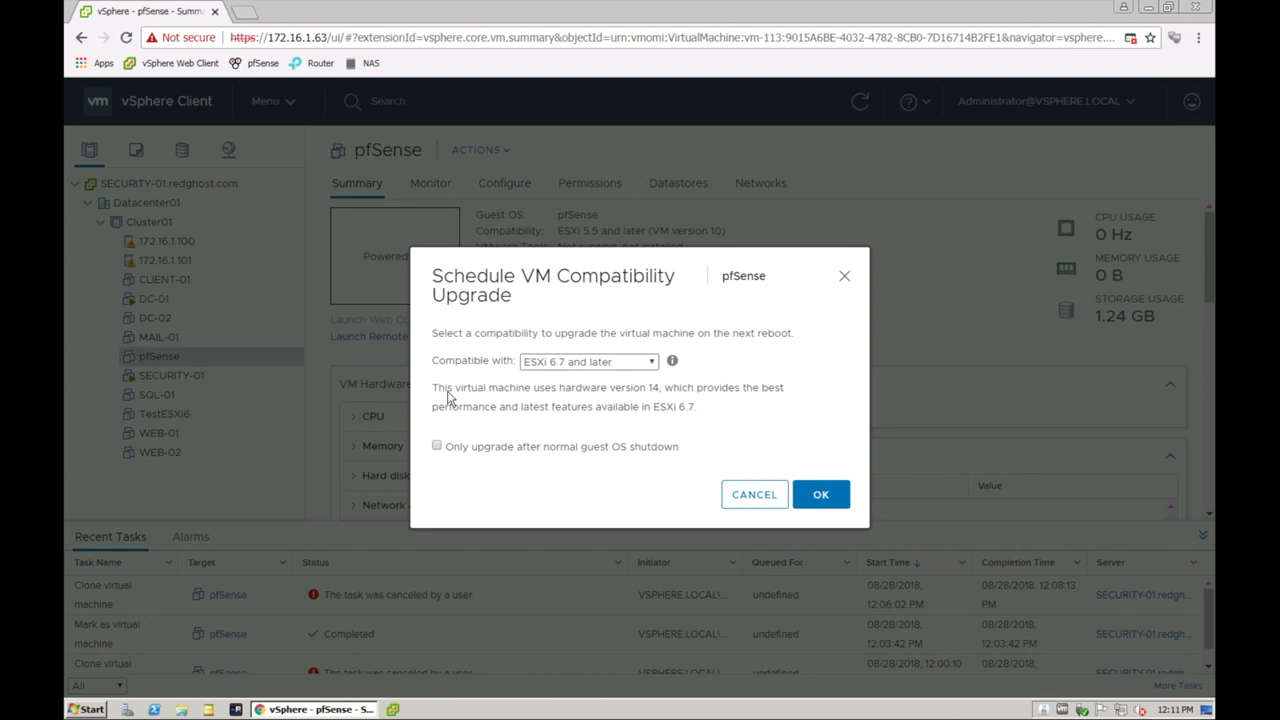 vSphere - pfSense - Summ
Not secure
https://172.16.1.63/ui/#?extensionId=vsphere.core.vm.summary&objectId=urn:vmomi:VirtualMachine:vm-113:9015A6BE-4032-4782-8CB0-7D16714B2FE1&navigator=vsphere....
Apps vSphere Web Client pfSense Router NAS
vm vSphere Client Menu Search Administrator@VSPHERE.LOCAL
pfSense ACTIONS
Summary Monitor Configure Permissions Datastores Networks
SECURITY-01.redghost.com
Datacenter01
Cluster01
172.16.1.100
172.16.1.101
CLIENT-01
DC-01
DC-02
MAIL-01
pfSense
SECURITY-01
SQL-01
TestESXi6
WEB-01
WEB-02
Powered
Launch Web Co
Launch Remote
Guest OS: pfSense
Compatibility: ESXi 5.5 and later (VM version 10)
VMware Tools: Not running, not installed
CPU USAGE
0 Hz
MEMORY USAGE
0 B
STORAGE USAGE
1.24 GB
VM Hardware
CPU
Memory
Hard disk
Network
Value
Schedule VM Compatibility
Upgrade
pfSense
Select a compatibility to upgrade the virtual machine on the next reboot.
Compatible with: ESXi 6.7 and later
This virtual machine uses hardware version 14, which provides the best
performance and latest features available in ESXi 6.7.
Only upgrade after normal guest OS shutdown
CANCEL OK
Recent Tasks Alarms
Task Name Target Status Initiator Queued For Start Time Completion Time Server
Clone virtual
machine
pfSense
The task was canceled by a user.
VSPHERE.LOCAL\...
undefined
08/28/2018,
12:06:02 PM
08/28/2018, 12:08:13
PM
SECURITY-01.redgh...
Mark as virtual
machine
pfSense
Completed
VSPHERE.LOCAL\...
undefined
08/28/2018,
12:03:42 PM
08/28/2018,
12:03:42 PM
SECURITY-01.redgh...
Clone virtual
pfSense
The task was canceled by a user.
VSPHERE.LOCAL\...
undefined
08/28/2018, 12:00:10
08/28/2018,
SECURITY-01.redgh...
All
More Tasks
Start
vSphere - pfSense - S...
12:11 PM